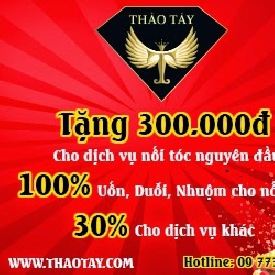 THẢO TÂY
Tặng 300.000đ
Cho dịch vụ nối tóc nguyên đầu
100% Uốn, Duỗi, Nhuộm cho
30% Cho dịch vụ khác
WWW.THAOTAY.COM Hotline: 09 77